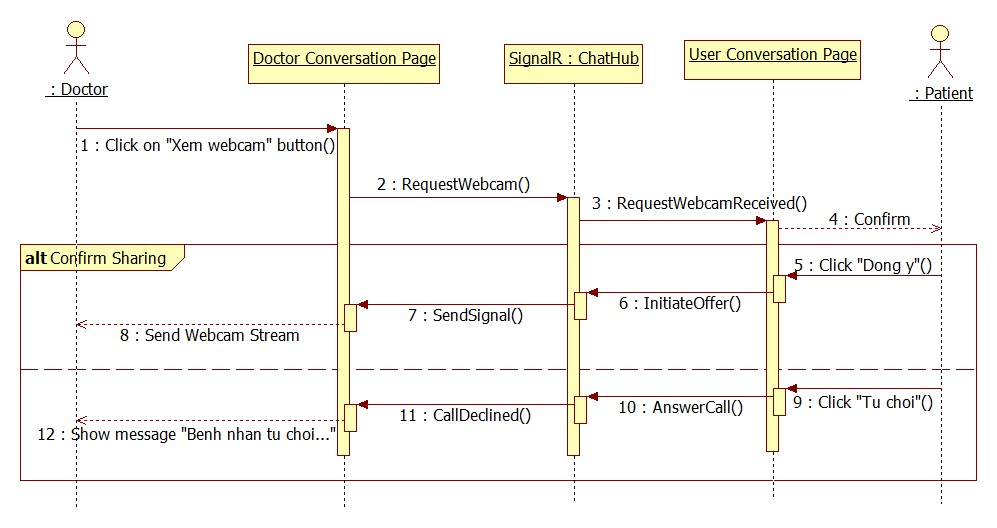 Doctor Conversation Page
SignalR : ChatHub
User Conversation Page
: Doctor
: Patient
1 : Click on "Xem webcam" button()
2 : RequestWebcam()
3 : RequestWebcamReceived()
4 : Confirm
alt Confirm Sharing
5 : Click "Dong y"()
6 : InitiateOffer()
7 : SendSignal()
8 : Send Webcam Stream
9 : Click "Tu choi"()
10 : AnswerCall()
11 : CallDeclined()
12 : Show message "Benh nhan tu choi..."